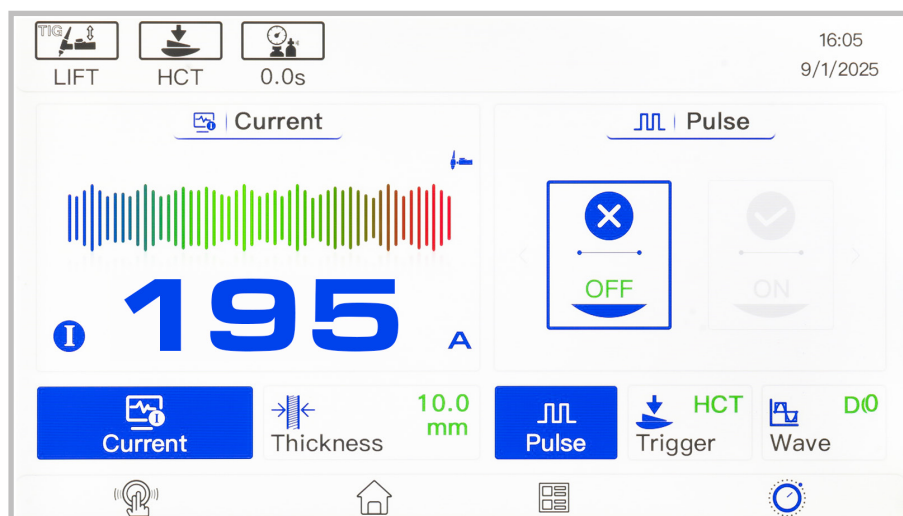 TIG
LIFT
HCT
0.0s
16:05
9/1/2025
Current
Pulse
I
195
A
OFF
ON
Current
Thickness
10.0
mm
Pulse
Trigger
HCT
Wave